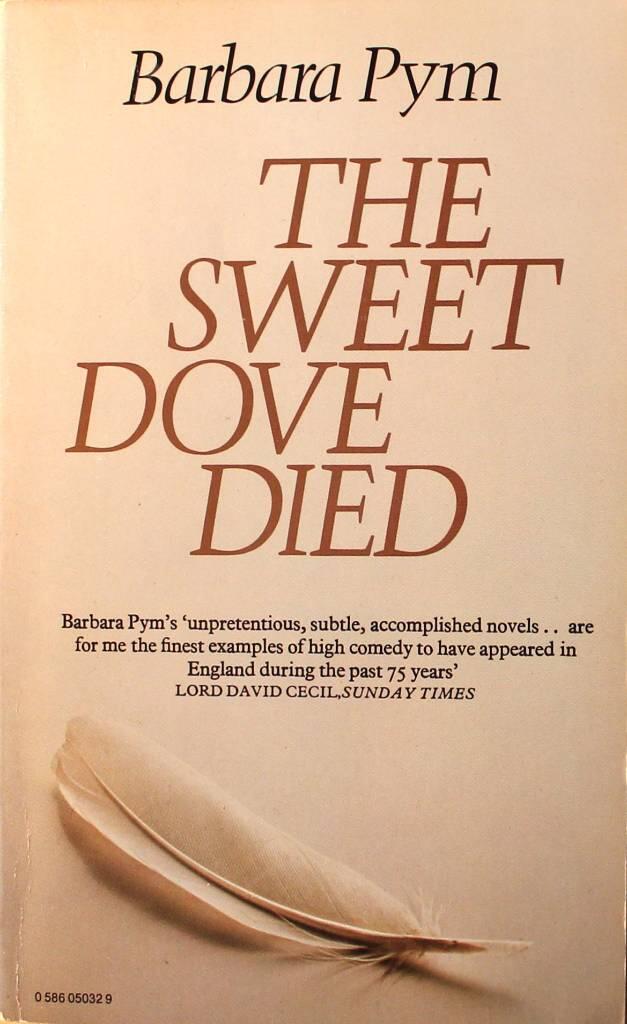 Barbara Pym
THE
SWEET
DOVE
DIED
Barbara Pym's 'unpretentious, subtle, accomplished novels . . are
for me the finest examples of high comedy to have appeared in
England during the past 75 years'
LORD DAVID CECIL, SUNDAY TIMES
0 586 05032 9